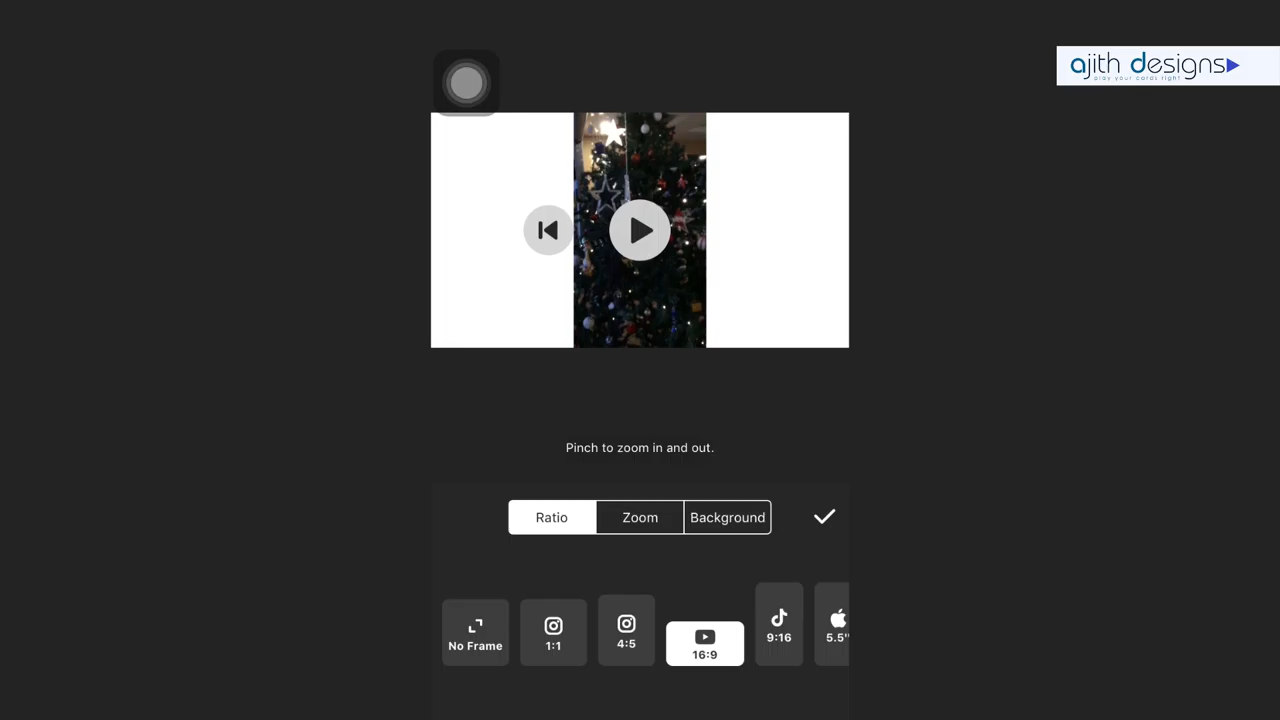 ajith designs
play your cards right
Pinch to zoom in and out.
Ratio
Zoom
Background
No Frame
1:1
4:5
16:9
9:16
5.5"